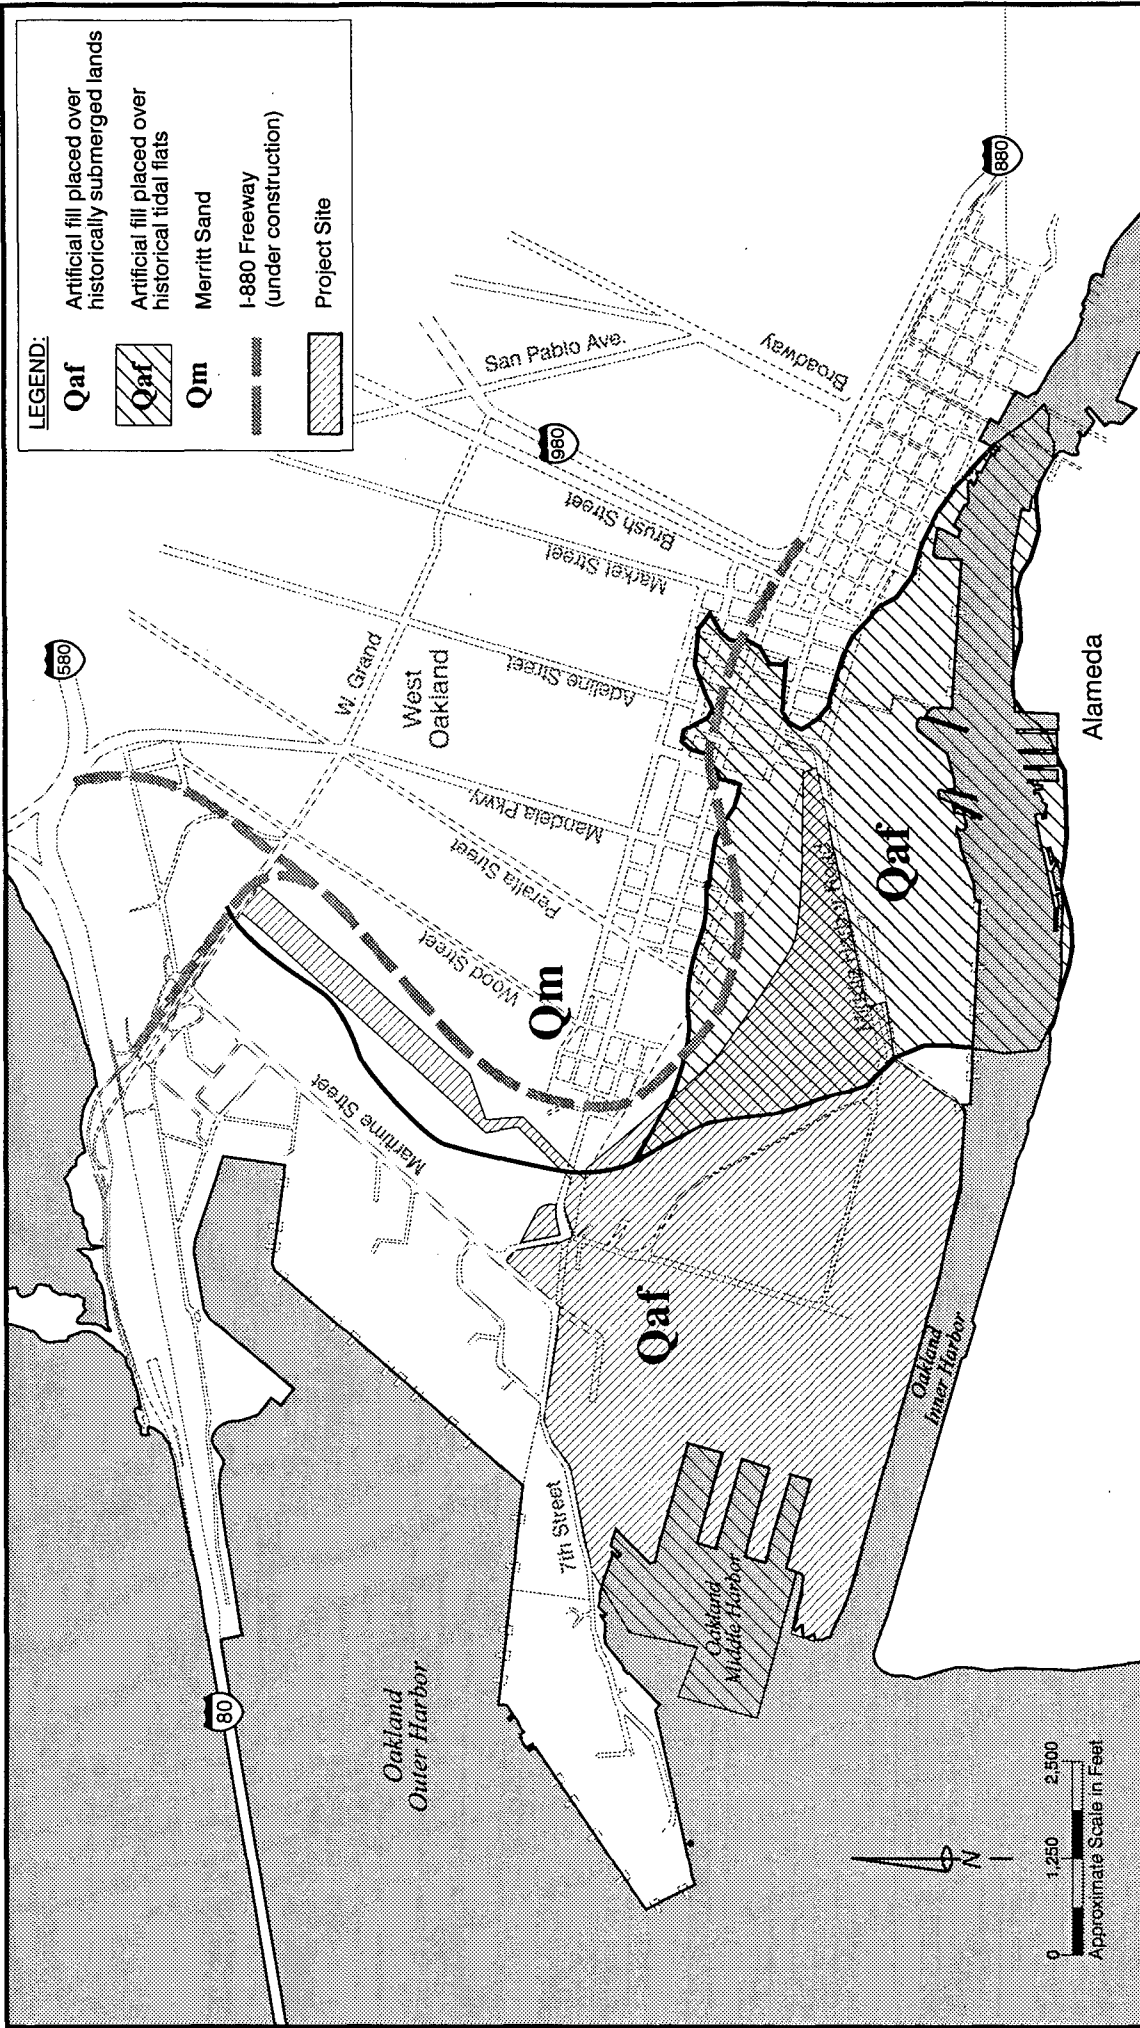 LEGEND:
Qaf
Artificial fill placed over
historically submerged lands
Qaf
Artificial fill placed over
historical tidal flats
Qm
Merritt Sand
I-880 Freeway
(under construction)
Project Site
580
980
880
80
San Pablo Ave.
Broadway
Brush Street
Market Street
Adeline Street
W. Grand
West
Oakland
Mandela Pkwy
Peralta Street
Wood Street
Qm
Maritime Street
Qaf
Qaf
Alameda
7th Street
Oakland
Outer Harbor
Oakland
Middle Harbor
Oakland
Inner Harbor
N
0
1,250
2,500
Approximate Scale in Feet